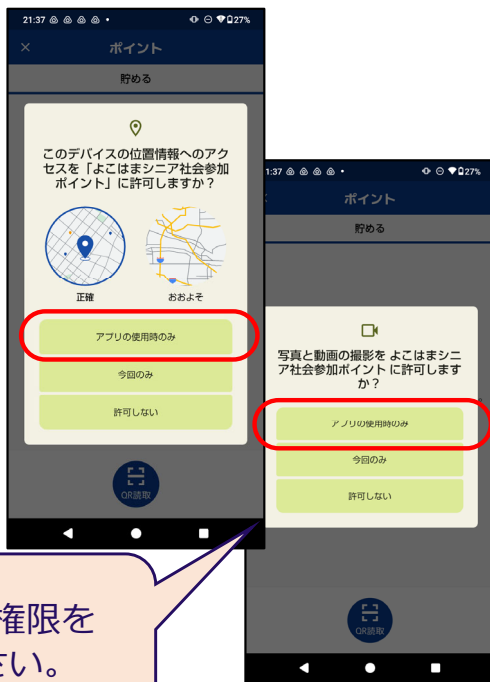 21:37
27%
×
ポイント
貯める
このデバイスの位置情報へのアク
セスを「よこはまシニア社会参加
ポイント」に許可しますか？
正確
おおよそ
アプリの使用時のみ
今回のみ
許可しない
QR読取
1:37
27%
ポイント
貯める
写真と動画の撮影を よこはまシニ
ア社会参加ポイント に許可します
か？
アプリの使用時のみ
今回のみ
許可しない
QR読取
権限を
さい。